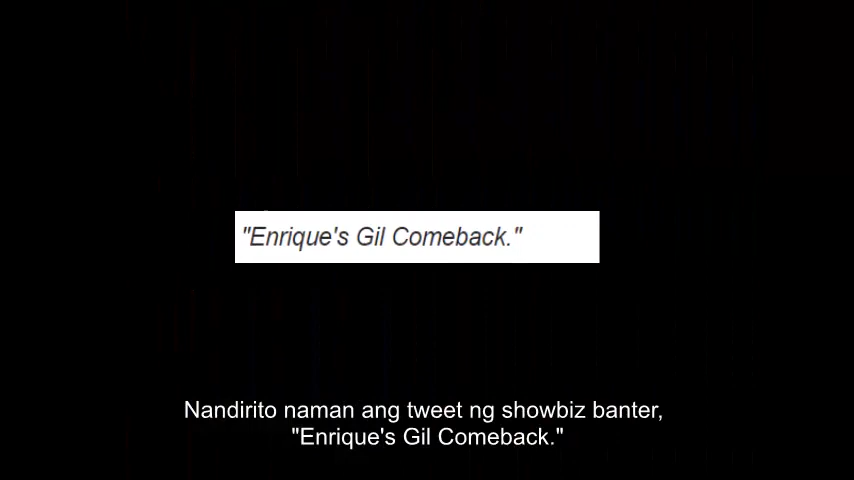 "Enrique's Gil Comeback."
Nandirito naman ang tweet ng showbiz banter,
"Enrique's Gil Comeback."